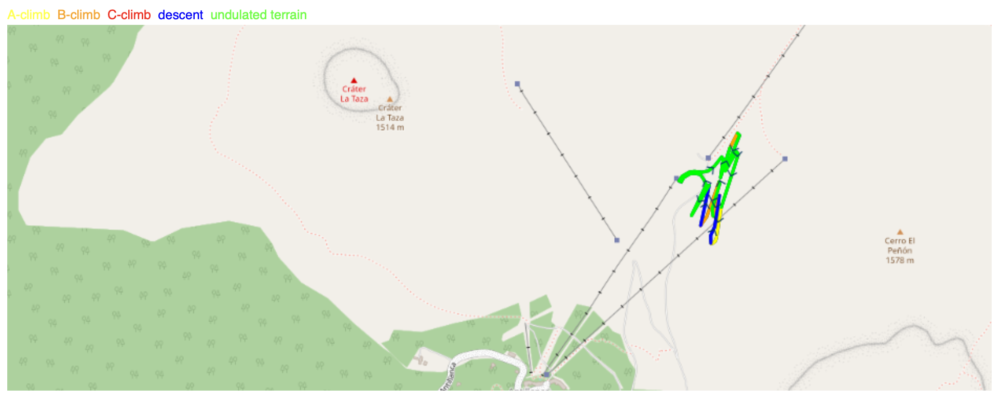 A-climb B-climb C-climb descent undulated terrain
Cráter
La Taza
Cráter
La Taza
1514 m
Cerro El
Peñón
1578 m